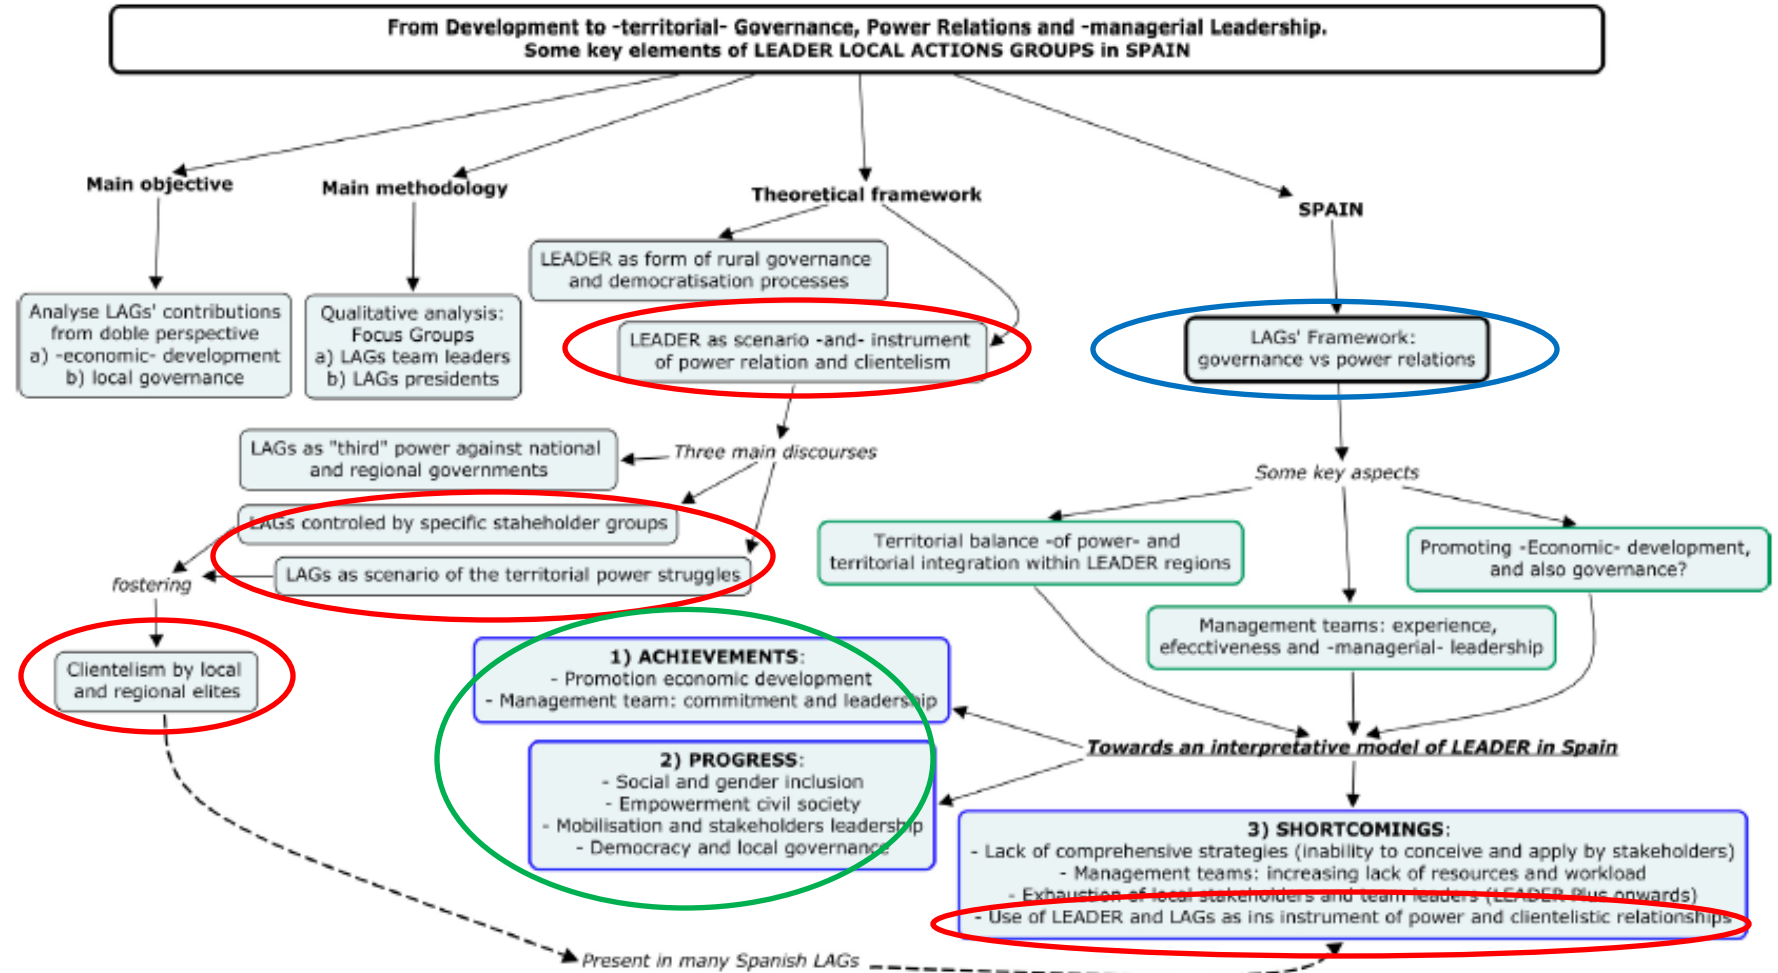 From Development to -territorial- Governance, Power Relations and -managerial Leadership.
Some key elements of LEADER LOCAL ACTIONS GROUPS in SPAIN
Main objective
Main methodology
Theoretical framework
SPAIN
Analyse LAGs' contributions
from doble perspective
a) -economic- development
b) local governance
Qualitative analysis:
Focus Groups
a) LAGs team leaders
b) LAGs presidents
LEADER as form of rural governance
and democratisation processes
LEADER as scenario -and- instrument
of power relation and clientelism
LAGs' Framework:
governance vs power relations
Three main discourses
LAGs as "third" power against national
and regional governments
LAGs controled by specific staheholder groups
LAGs as scenario of the territorial power struggles
fostering
Clientelism by local
and regional elites
Some key aspects
Territorial balance -of power- and
territorial integration within LEADER regions
Promoting -Economic- development,
and also governance?
Management teams: experience,
efecctiveness and -managerial- leadership
Towards an interpretative model of LEADER in Spain
1) ACHIEVEMENTS:
- Promotion economic development
- Management team: commitment and leadership
2) PROGRESS:
- Social and gender inclusion
- Empowerment civil society
- Mobilisation and stakeholders leadership
- Democracy and local governance
3) SHORTCOMINGS:
- Lack of comprehensive strategies (inability to conceive and apply by stakeholders)
- Management teams: increasing lack of resources and workload
- Exhaustion of local stakeholders and team leaders (LEADER Plus onwards)
- Use of LEADER and LAGs as ins instrument of power and clientelistic relationships
Present in many Spanish LAGs